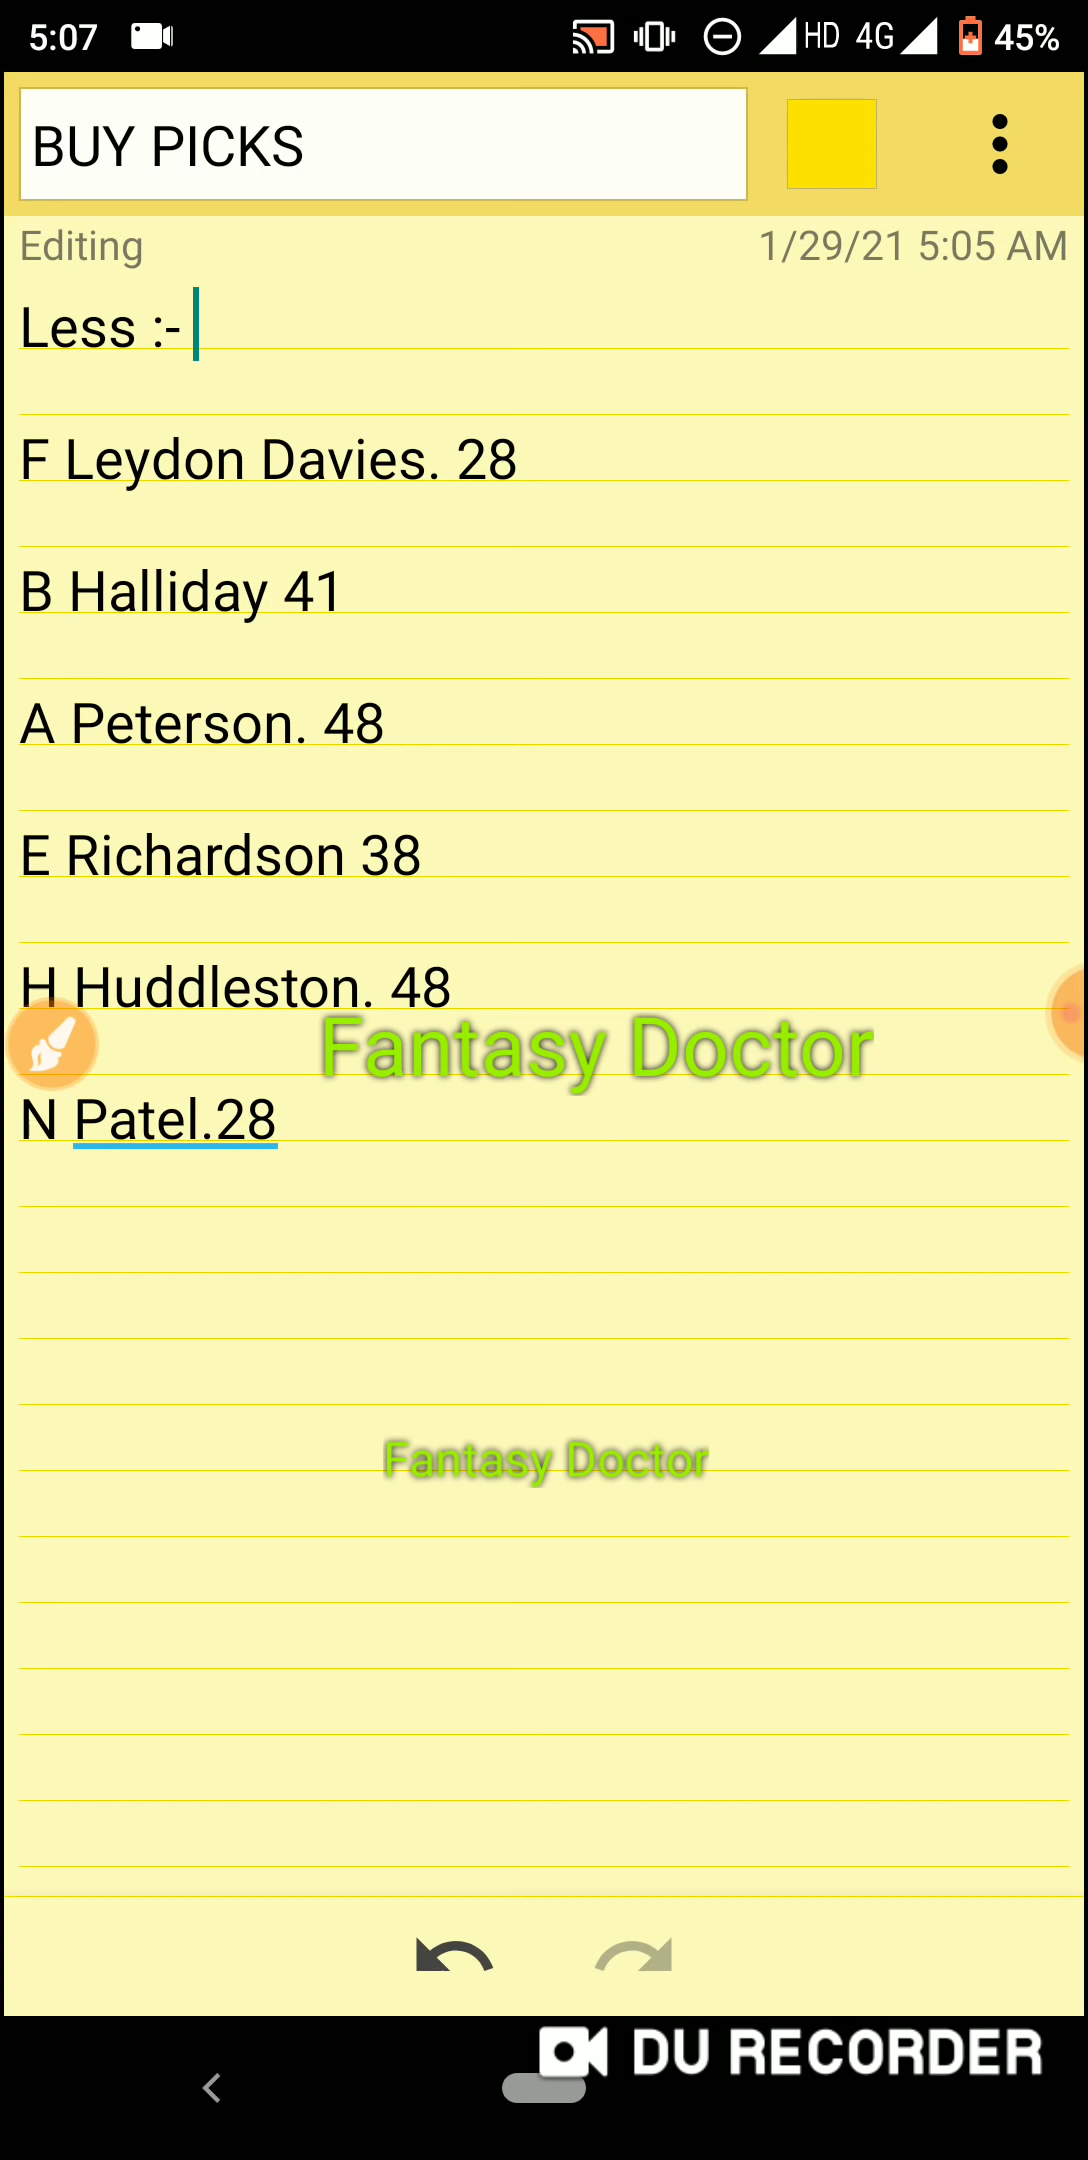 5:07 HD 4G 45%
BUY PICKS
Editing 1/29/21 5:05 AM
Less :-
F Leydon Davies. 28
B Halliday 41
A Peterson. 48
E Richardson 38
H Huddleston. 48
Fantasy Doctor
N Patel.28
Fantasy Doctor
DU RECORDER